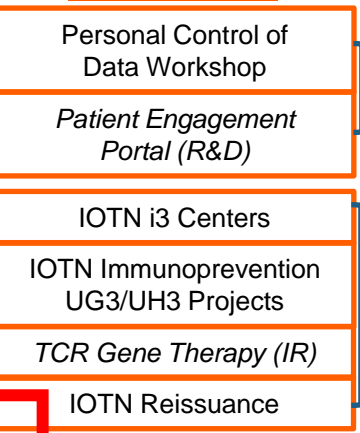 Personal Control of
Data Workshop
Patient Engagement
Portal (R&D)
IOTN i3 Centers
IOTN Immunoprevention
UG3/UH3 Projects
TCR Gene Therapy (IR)
IOTN Reissuance